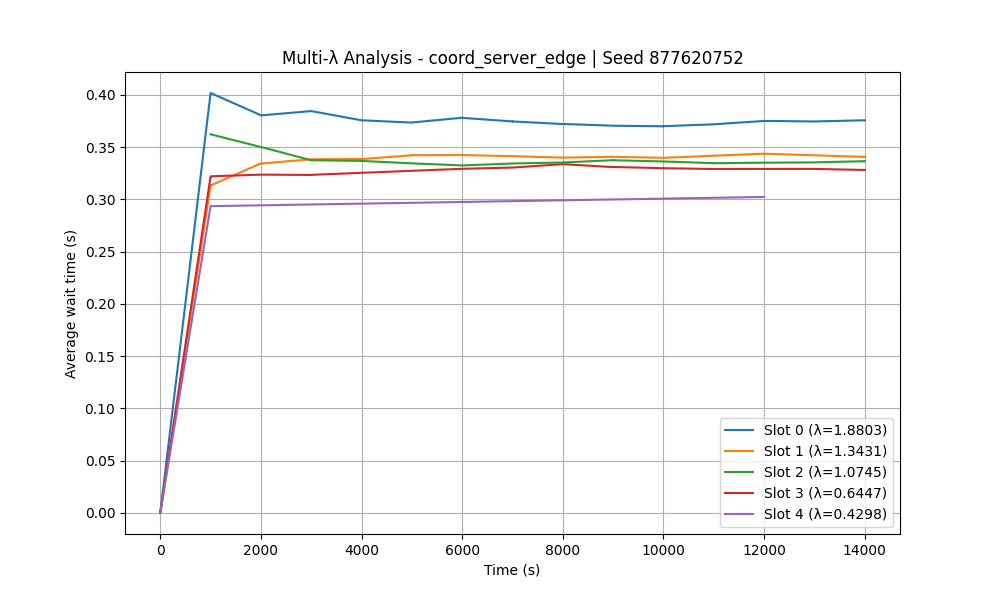 Multi-λ Analysis - coord_server_edge | Seed 877620752
Average wait time (s)
0.40
0.35
0.30
0.25
0.20
0.15
0.10
0.05
0.00
Slot 0 (λ=1.8803)
Slot 1 (λ=1.3431)
Slot 2 (λ=1.0745)
Slot 3 (λ=0.6447)
Slot 4 (λ=0.4298)
0 2000 4000 6000 8000 10000 12000 14000
Time (s)